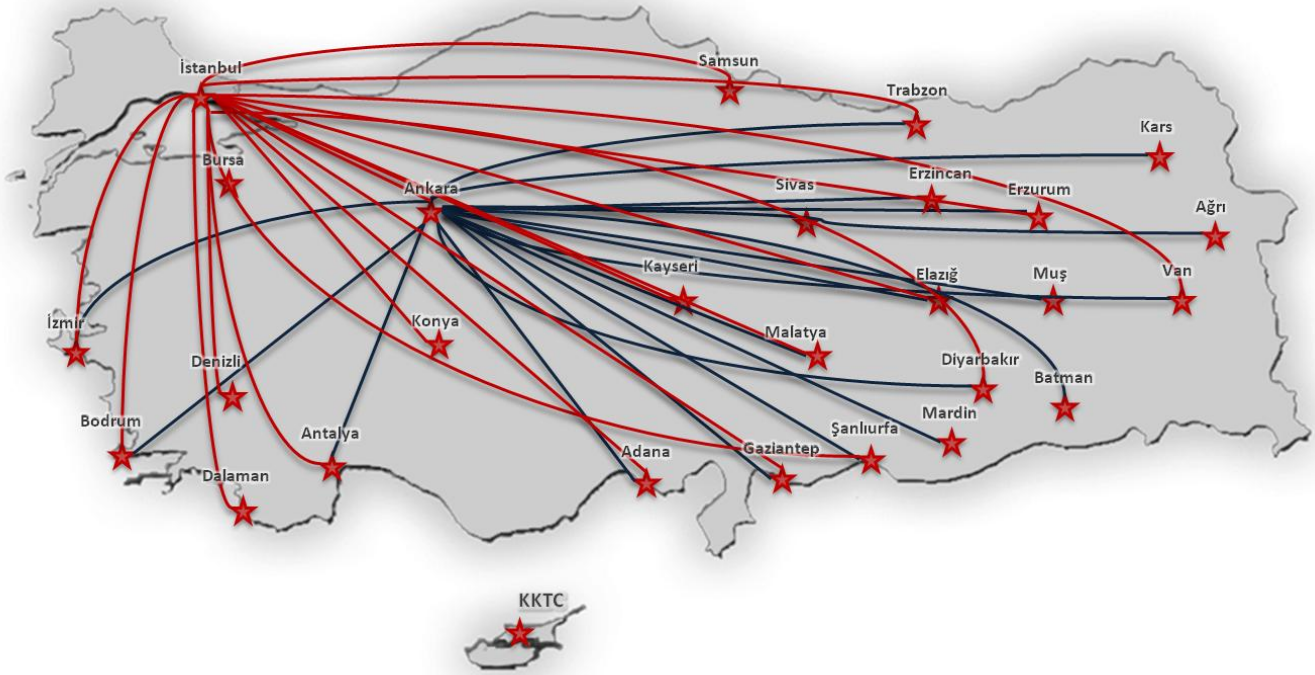 İstanbul
Samsun
Trabzon
Kars
Bursa
Ankara
Sivas
Erzincan
Erzurum
Ağrı
Kayseri
Elazığ
Muş
Van
İzmir
Konya
Malatya
Denizli
Diyarbakır
Batman
Bodrum
Antalya
Mardin
Şanlıurfa
Adana
Gaziantep
Dalaman
KKTC